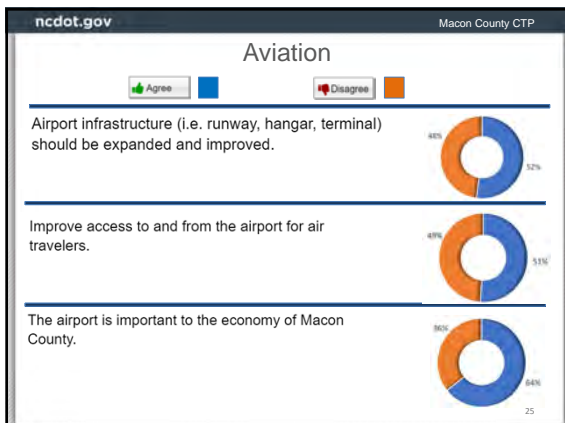 ncdot.gov
Macon County CTP
Aviation
Agree
Disagree
Airport infrastructure (i.e. runway, hangar, terminal)
should be expanded and improved.
48%
52%
Improve access to and from the airport for air
travelers.
49%
51%
The airport is important to the economy of Macon
County.
36%
64%
25